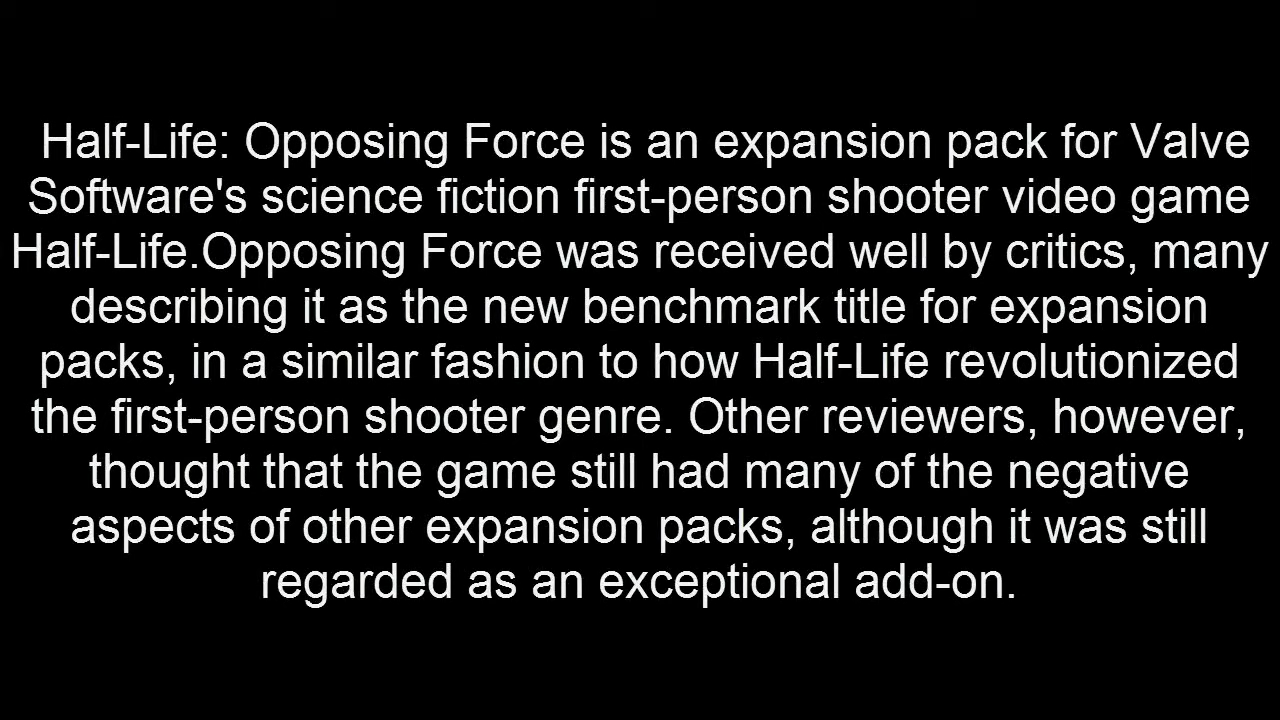 Half-Life: Opposing Force is an expansion pack for Valve
Software's science fiction first-person shooter video game
Half-Life.Opposing Force was received well by critics, many
describing it as the new benchmark title for expansion
packs, in a similar fashion to how Half-Life revolutionized
the first-person shooter genre. Other reviewers, however,
thought that the game still had many of the negative
aspects of other expansion packs, although it was still
regarded as an exceptional add-on.